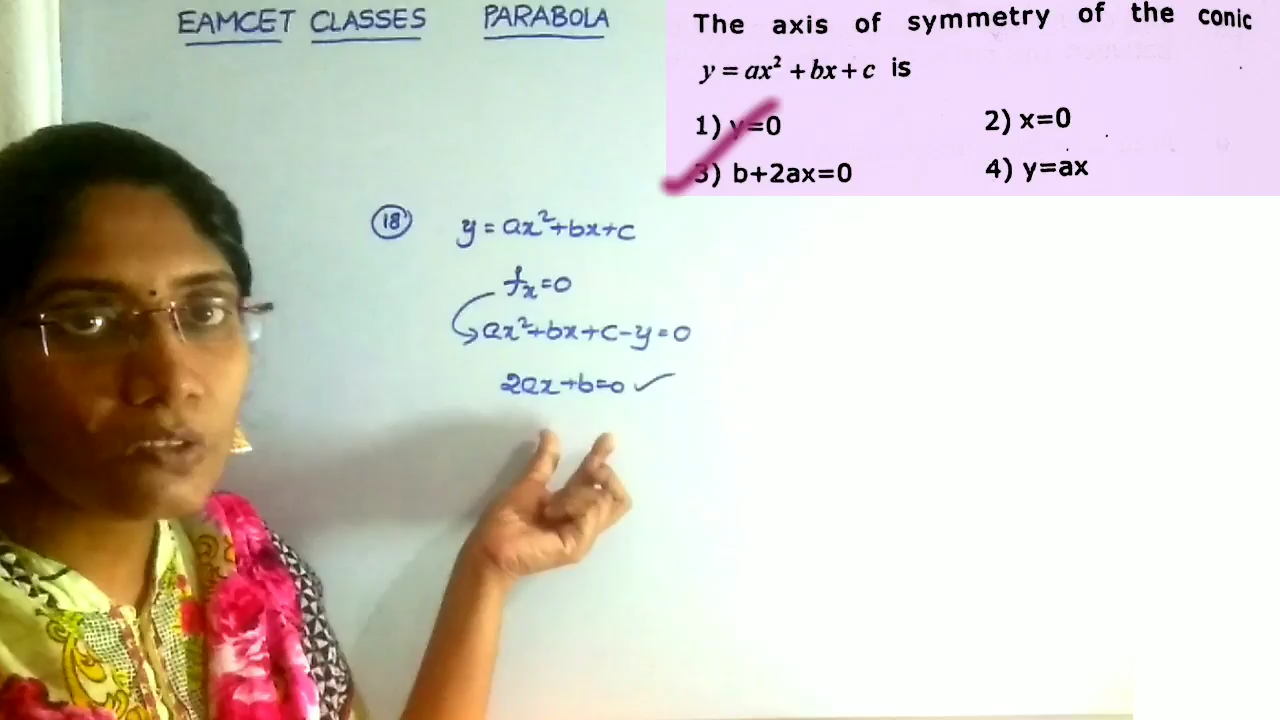 EAMCET CLASSES PARABOLA
The axis of symmetry of the conic
y = ax² + bx + c is
1) y=0 2) x=0
3) b+2ax=0 4) y=ax
18) y = ax²+bx+c
fx=0
ax²+bx+c-y=0
2ax+b=0 ✓